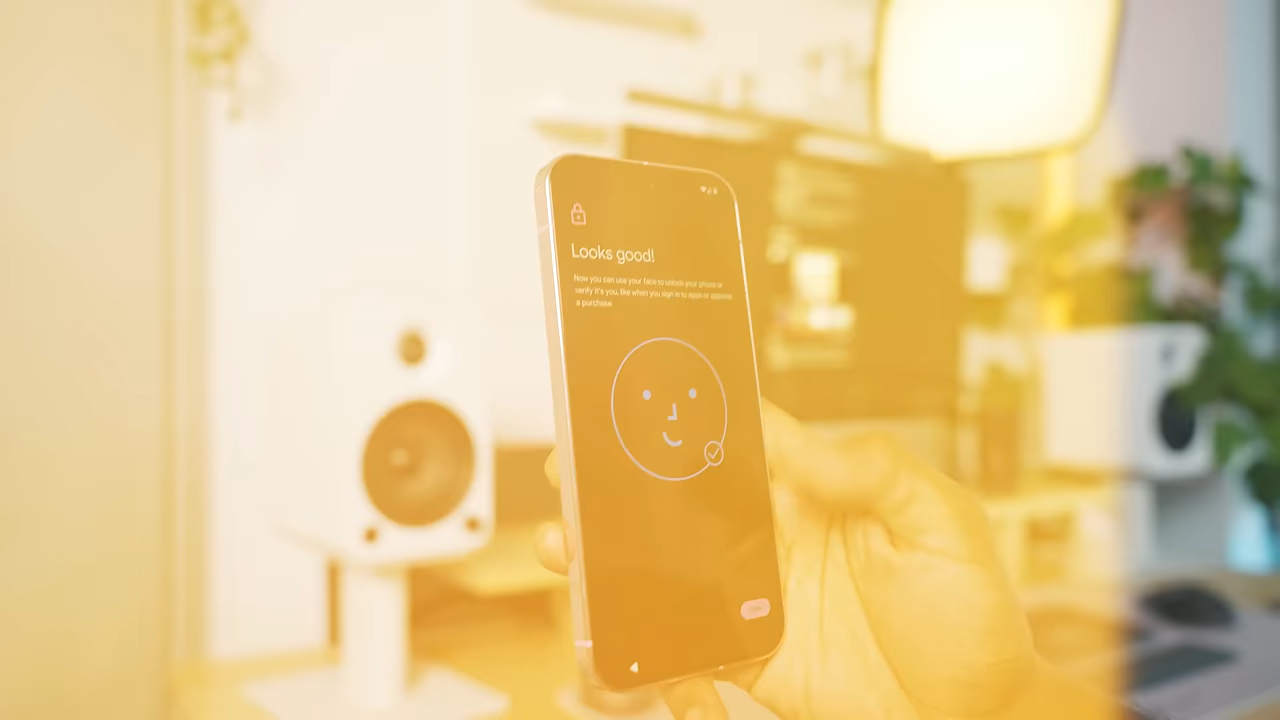 Looks good!
Now you can use your face to unlock your phone or
verify it's you, like when you sign in to apps or approve
a purchase